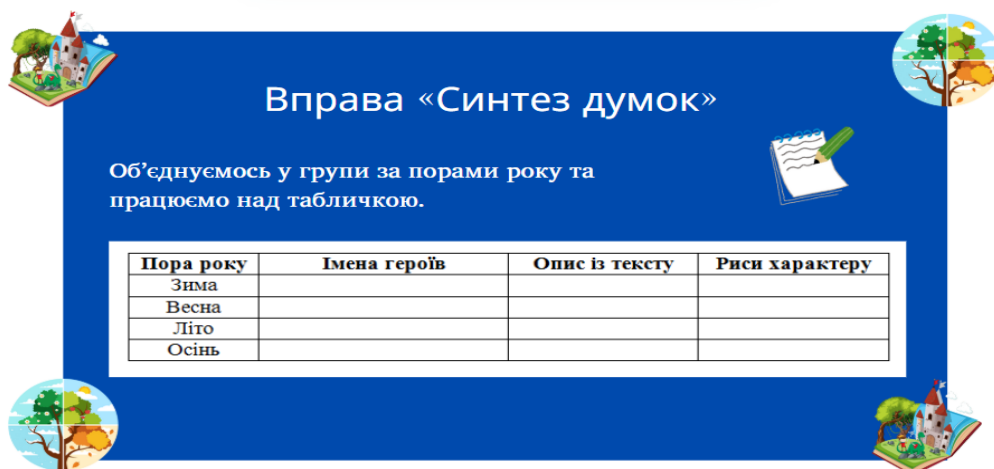 Вправа «Синтез думок»
Об’єднуємось у групи за порами року та
працюємо над табличкою.
Пора року Імена героїв Опис із тексту Риси характеру
Зима
Весна
Літо
Осінь